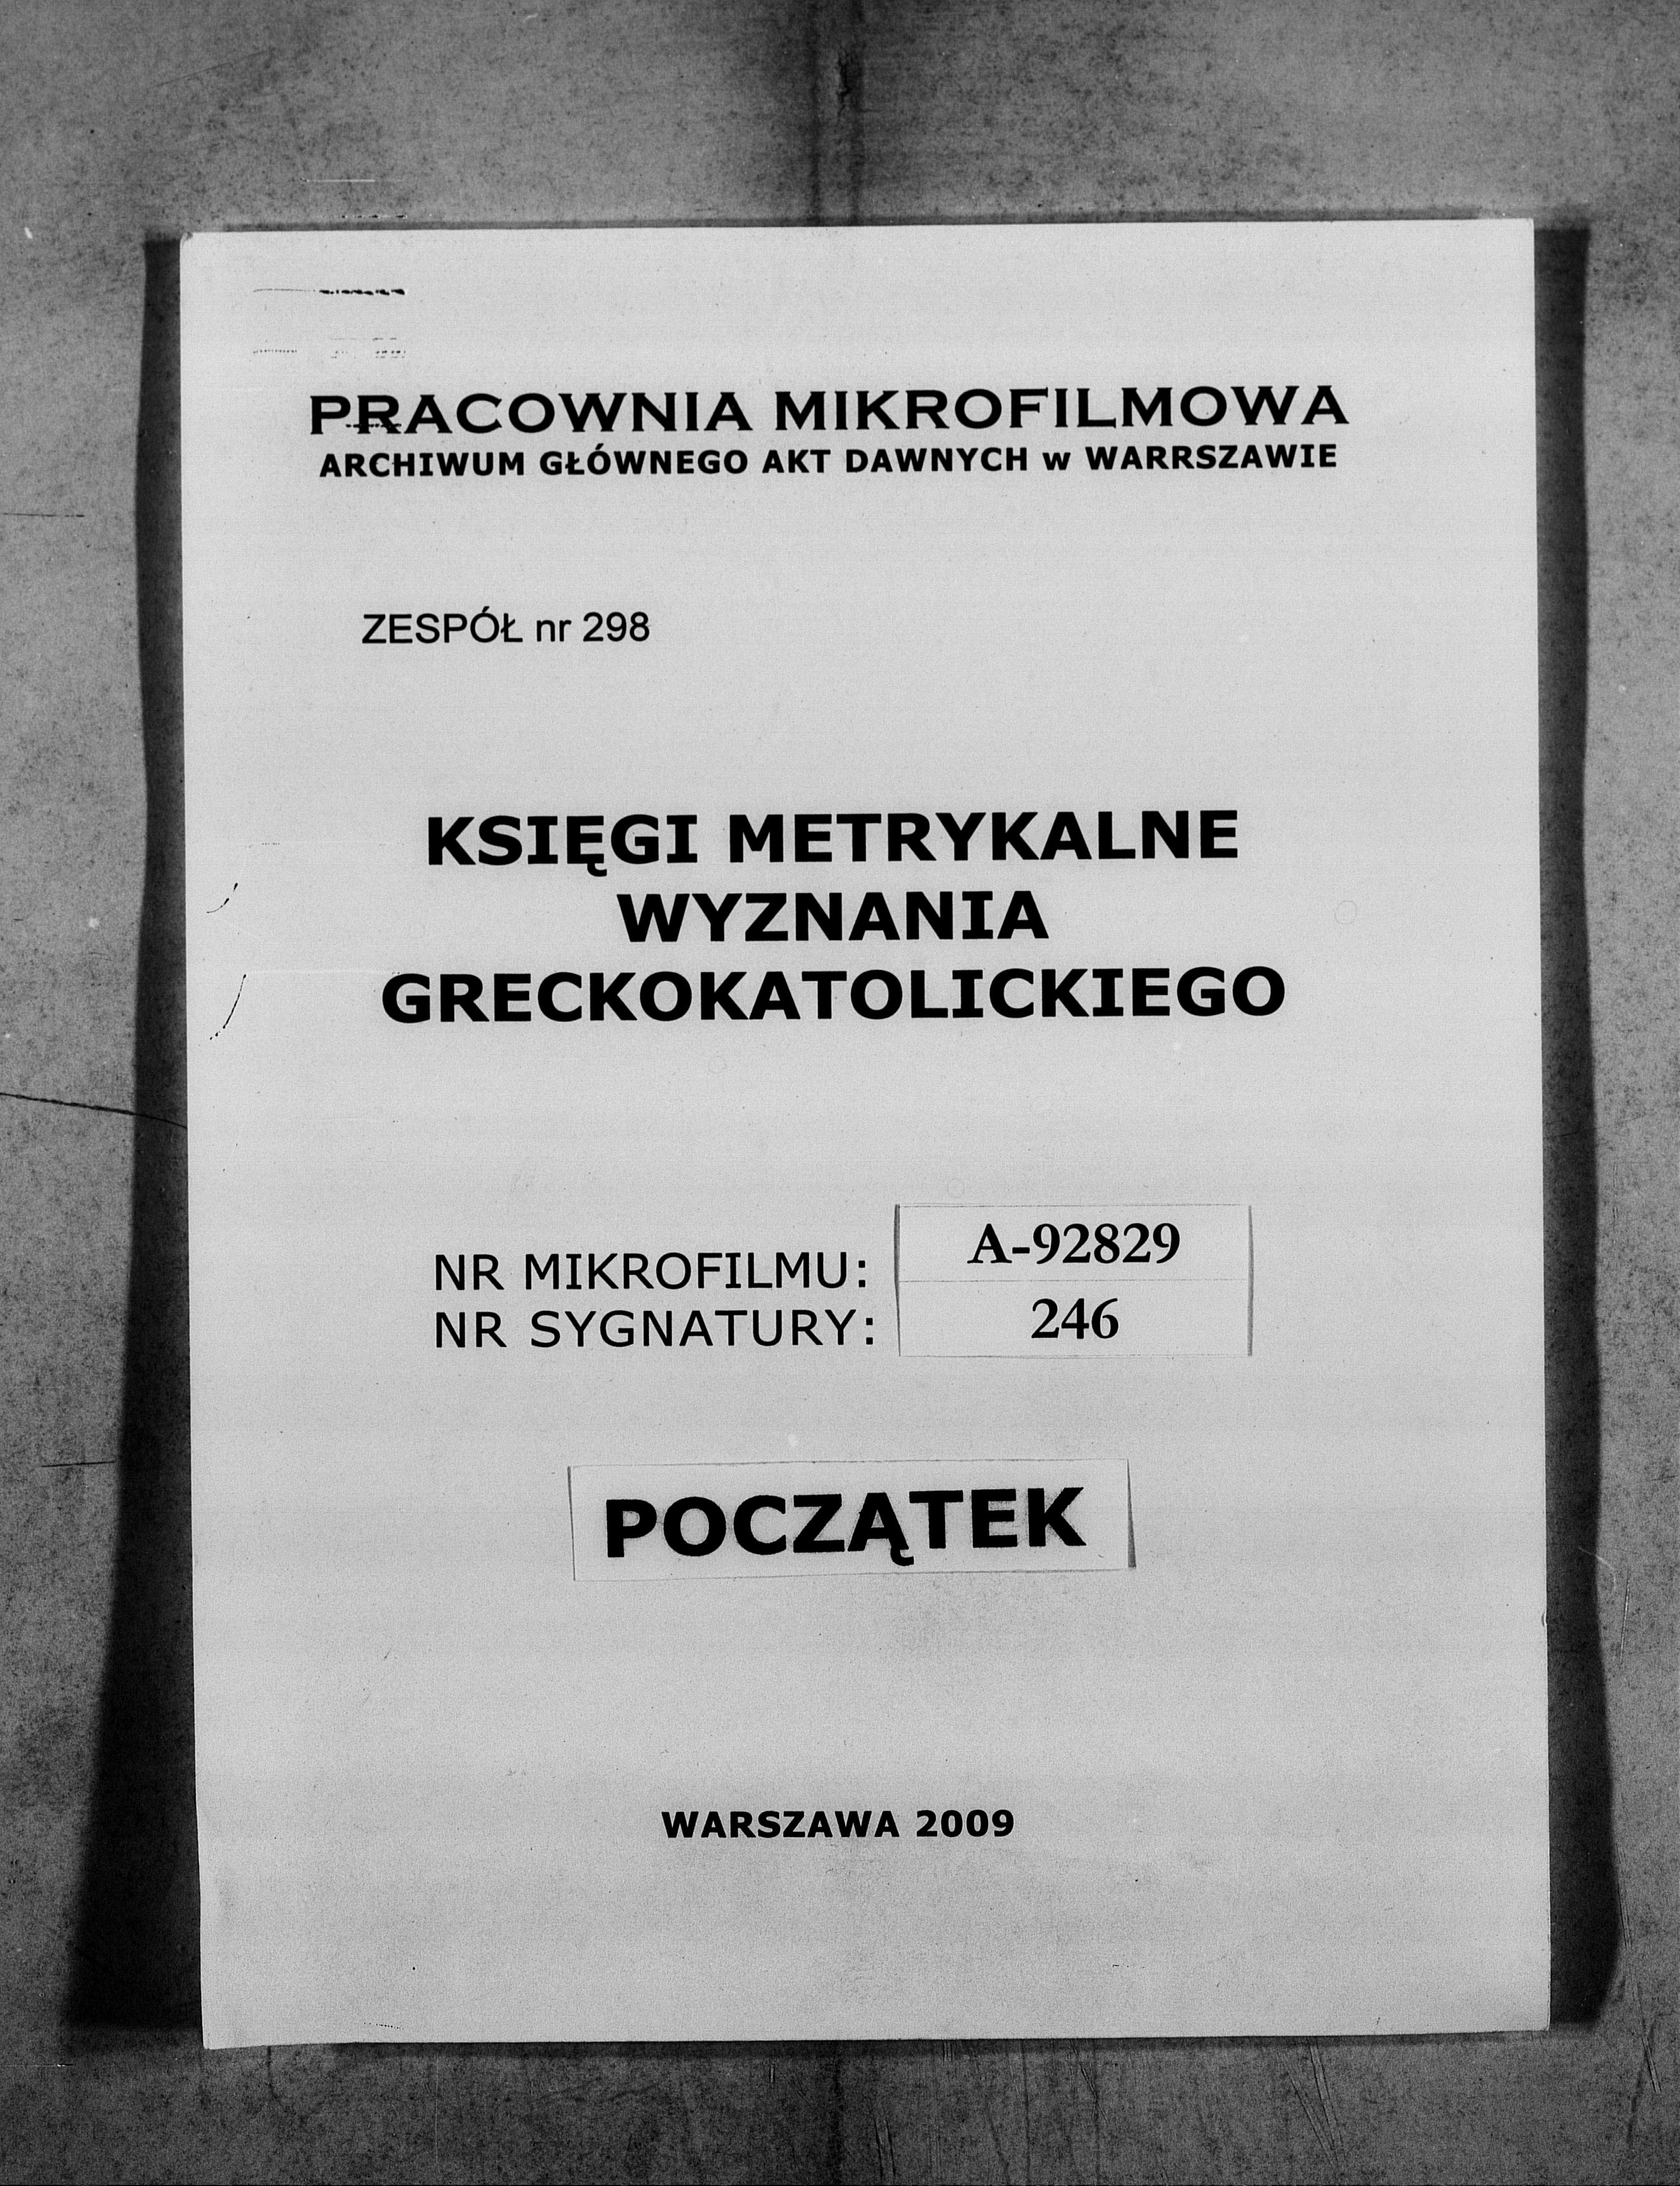 PRACOWNIA MIKROFILMOWA
ARCHIWUM GŁÓWNEGO AKT DAWNYCH w WARRSZAWIE
ZESPÓŁ nr 298
KSIĘGI METRYKALNE
WYZNANIA
GRECKOKATOLICKIEGO
NR MIKROFILMU: A-92829
NR SYGNATURY: 246
POCZĄTEK
WARSZAWA 2009